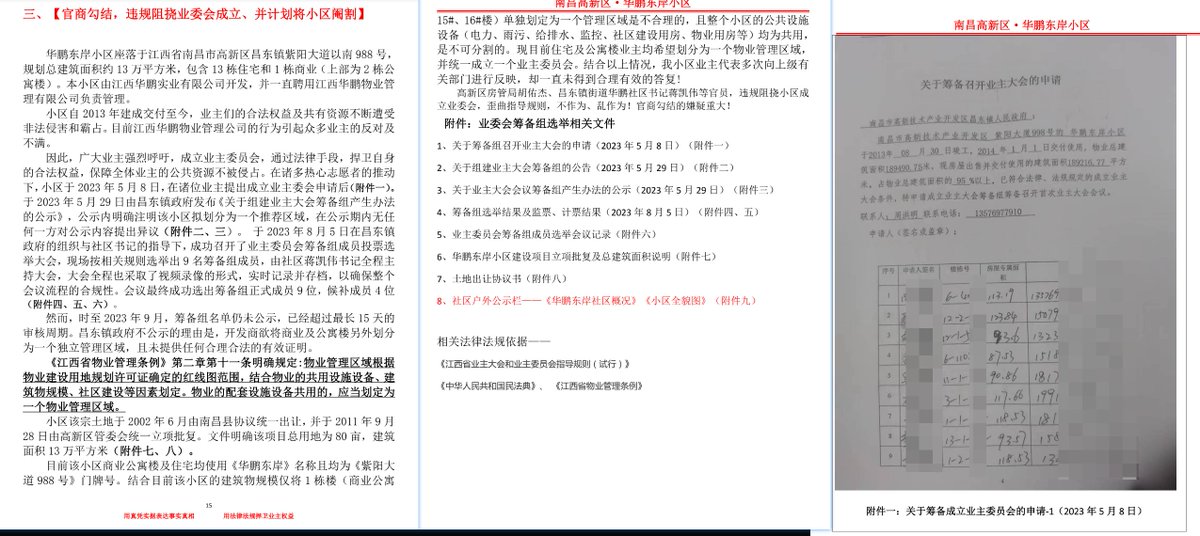 三、【官商勾结，违规阻挠业委会成立、并计划将小区阉割】
华鹏东岸小区座落于江西省南昌市高新区昌东镇紫阳大道以南 988 号，
规划总建筑面积约 13 万平方米，包含 13 栋住宅和 1 栋商业（上部为 2 栋公
寓楼）。本小区由江西华鹏实业有限公司开发，并一直聘用江西华鹏物业管
理有限公司负责管理。
小区自 2013 年建成交付至今，业主们的合法权益及共有资源不断遭受
非法侵害和霸占。目前江西华鹏物业管理公司的行为引起众多业主的反对及
不满。
因此，广大业主强烈呼吁，成立业主委员会，通过法律手段，捍卫自身
的合法权益，保障全体业主的公共资源不被侵占。在诸多热心志愿者的推动
下，小区于 2023 年 5 月 8 日，在诸位业主提出成立业主委员会申请后（附件一）。
于 2023 年 5 月 29 日由昌东镇政府发布《关于组建业主大会筹备组产生办法
的公示》，公示内明确注明该小区拟划分为一个推荐区域，在公示期内无任
何一方对公示内容提出异议（附件二、三）。 于 2023 年 8 月 5 日在昌东镇
政府的组织与社区书记的指导下，成功召开了业主委员会筹备组成员投票选
举大会，现场按相关规则选举出 9 名筹备组成员，由社区蒋凯伟书记全程主
持大会，大会全程也采取了视频录像的形式，实时记录并存档，以确保整个
会议流程的合规性。会议最终成功选出筹备组正式成员 9 位，候补成员 4 位
（附件四、五、六）。
然而，时至 2023 年 9 月，筹备组名单仍未公示，已经超过最长 15 天的
审核周期。昌东镇政府不公示的理由是，开发商欲将商业及公寓楼另外划分
为一个独立管理区域，且未提供任何合理合法的有效证明。
《江西省物业管理条例》第二章第十一条明确规定：物业管理区域根据
物业建设用地规划许可证确定的红线图范围，结合物业的共用设施设备、建
筑物规模、社区建设等因素划定。物业的配套设施设备共用的，应当划定为
一个物业管理区域。
小区该宗土地于 2002 年 6 月由南昌县协议统一出让，并于 2011 年 9 月
28 日由高新区管委会统一立项批复。文件明确该项目总用地为 80 亩，建筑
面积 13 万平方米（附件七、八）。
目前该小区商业公寓楼及住宅均使用《华鹏东岸》名称且均为《紫阳大
道 988 号》门牌号。结合目前该小区的建筑物规模仅将 1 栋楼（商业公寓
15
用真凭实据表达事实真相 用法律法规捍卫业主权益
南昌高新区·华鹏东岸小区
15#、16#楼）单独划定为一个管理区域是不合理的，且整个小区的公共设施
设备（电力、雨污、给排水、监控、社区建设用房、物业用房等）均为共用，
是不可分割的。现目前住宅及公寓楼业主均希望划分为一个物业管理区域，
并统一成立一个业主委员会。结合以上情况，我小区业主代表多次向上级有
关部门进行反映，却一直未得到合理有效的答复！
高新区房管局胡佑杰、昌东镇街道华鹏社区书记蒋凯伟等官员，违规阻挠小区成
立业委会，歪曲指导规则，不作为、乱作为！官商勾结的嫌疑重大！
附件：业委会筹备组选举相关文件
1、关于筹备组召开业主大会的申请（2023 年 5 月 8 日）（附件一）
2、关于组建业主大会筹备组的公告（2023 年 5 月 29 日）（附件二）
3、关于业主大会会议筹备组产生办法的公示（2023 年 5 月 29 日）（附件三）
4、筹备组选举结果及监票、计票结果（2023 年 8 月 5 日）（附件四、五）
5、业主委员会筹备组成员选举会议记录（附件六）
6、华鹏东岸小区建设项目立项批复及总建筑面积说明（附件七）
7、土地出让协议书（附件八）
8、社区户外公示栏——《华鹏东岸社区概况》《小区全貌图》（附件九）
相关法律法规依据——
《江西省业主大会和业主委员会指导规则（试行）》
《中华人民共和国民法典》、《江西省物业管理条例》
南昌高新区·华鹏东岸小区
关于筹备召开业主大会的申请
南昌市高新技术产业开发区昌东镇人民政府：
南昌市高新技术产业开发区 紫阳大道988号的 华鹏东岸小区
于2013年 08 月 30 日竣工，2014 年 1 月 1 日交付使用，物业总建
筑面积189490.75米，现房屋出售并交付使用的建筑面积189216.77 平方
米，占物业总建筑面积的 95 %以上，已符合法律、法规规定的成立业主
大会条件，特申请成立业主大会筹备组筹备召开首次业主大会会议。
联系人：周洪明 联系电话：13576977910
申请人（签名或盖章）：
序号 申请人签名 楼栋号 房屋专属面积
1 113.19 135769
2 12-2- 123.84 15079
3 1323
4 6-110 87.53 1518
5 11-1- 90.86 1817
6 3-1- 117.66 1991
7 1-1- 118.53 181
8 13-1- 93.57 158
9 1-2- 118.53 13
附件一：关于筹备成立业主委员会的申请-1（2023 年 5 月 8 日）